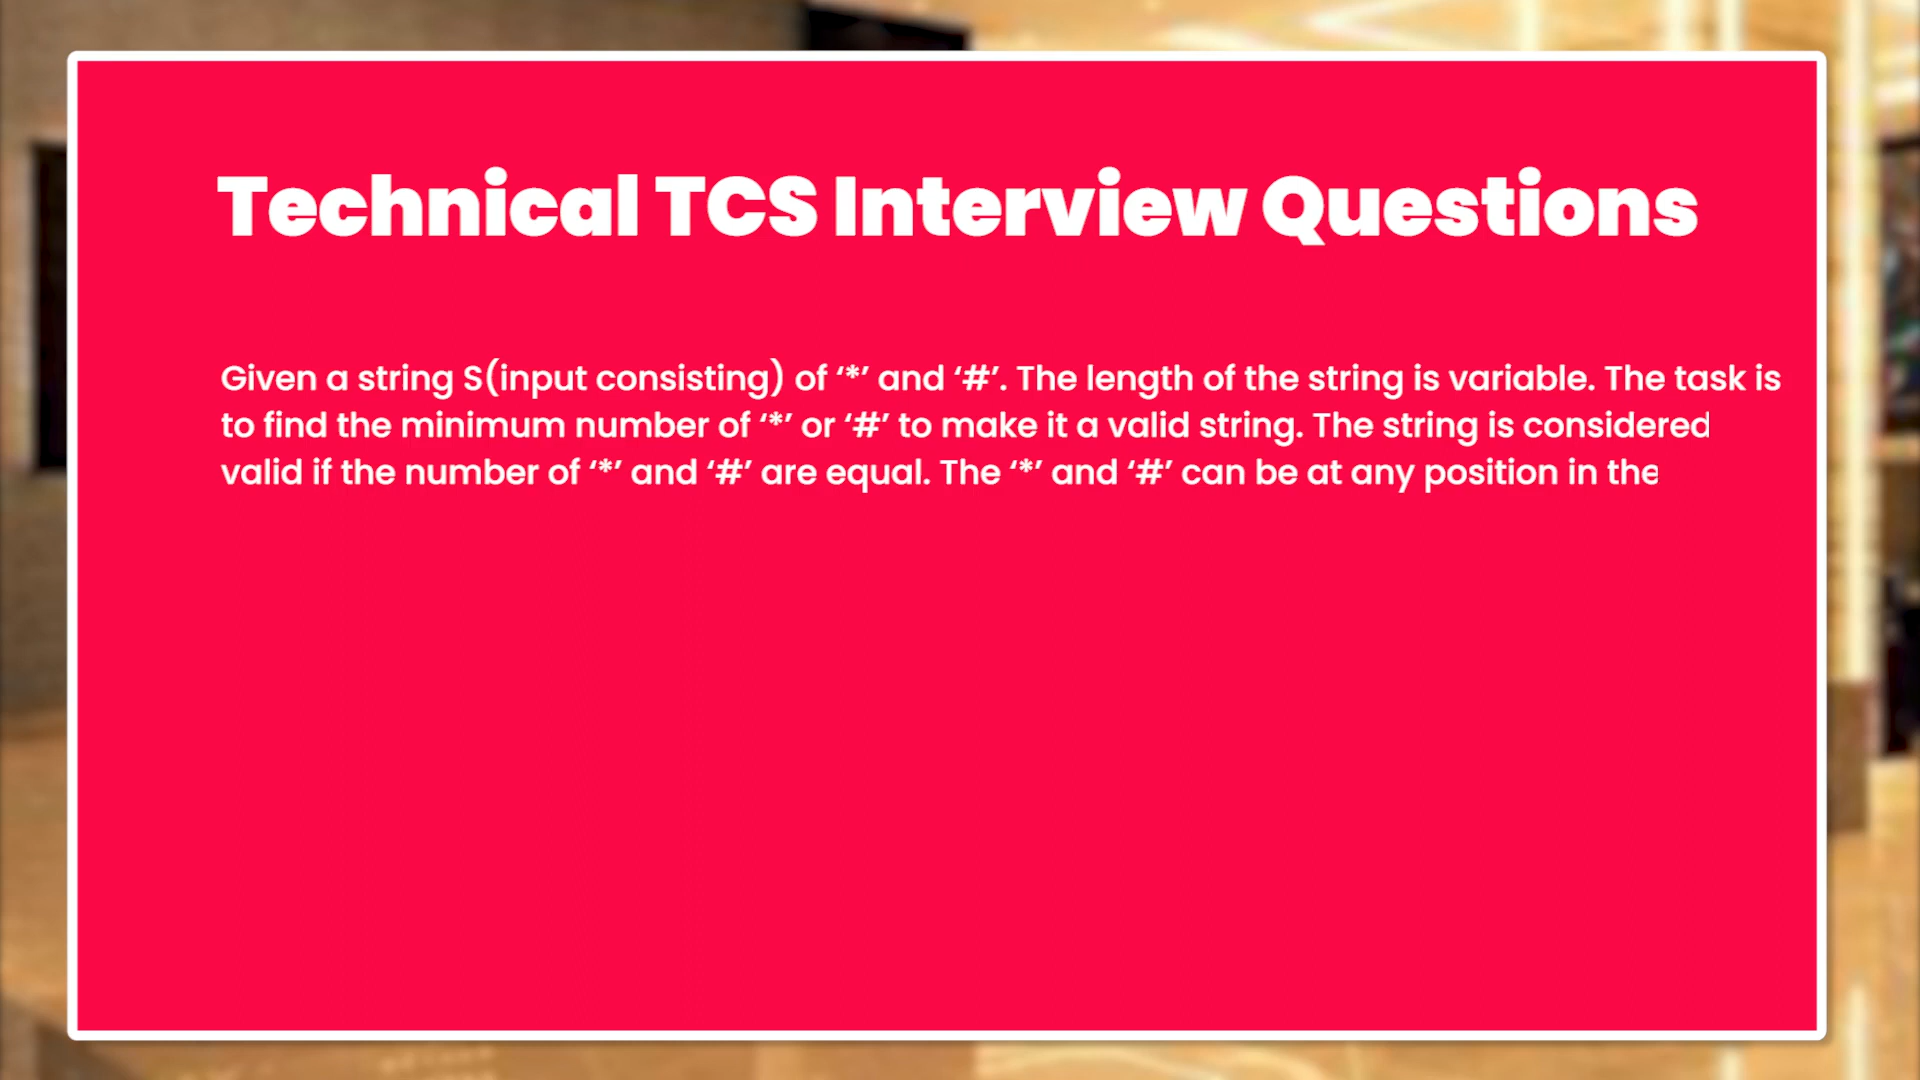 Technical TCS Interview Questions
Given a string S(input consisting) of ‘*’ and ‘#’. The length of the string is variable. The task is
to find the minimum number of ‘*’ or ‘#’ to make it a valid string. The string is considered
valid if the number of ‘*’ and ‘#’ are equal. The ‘*’ and ‘#’ can be at any position in the